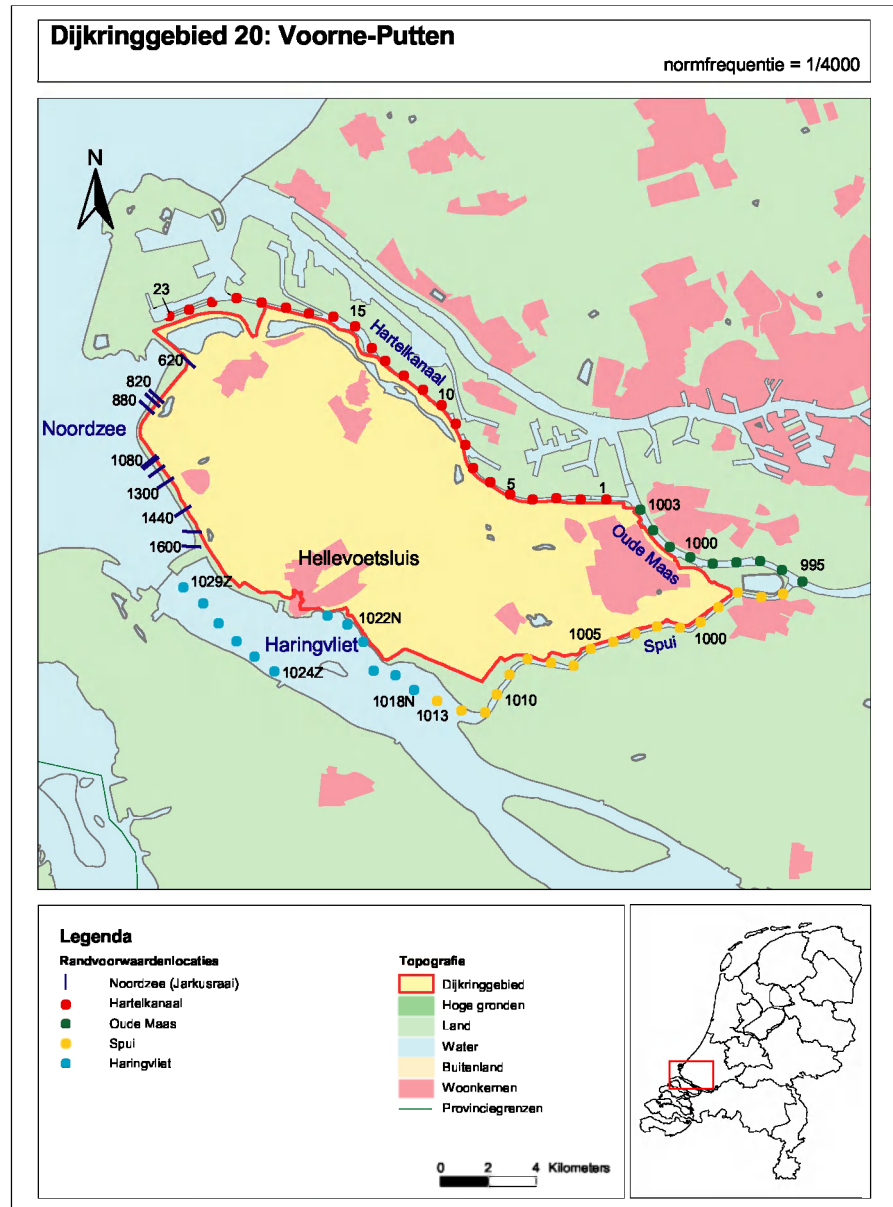 Dijkringgebied 20: Voorne-Putten
normfrequentie = 1/4000
N
23
15
Hartelkanaal
620
820
880
10
Noordzee
1080
5
1
1300
1003
1440
Oude Maas
1000
1600
Hellevoetsluis
995
1029Z
1022N
1005
1000
Haringvliet
Spui
1024Z
1018N
1010
1013
Legenda
Randvoorwaardenlocaties
Noordzee (Jarkusraai)
Hartelkanaal
Oude Maas
Spui
Haringvliet
Topografie
Dijkringgebied
Hoge gronden
Land
Water
Buitenland
Woonkernen
Provinciegrenzen
0 2 4 Kilometers